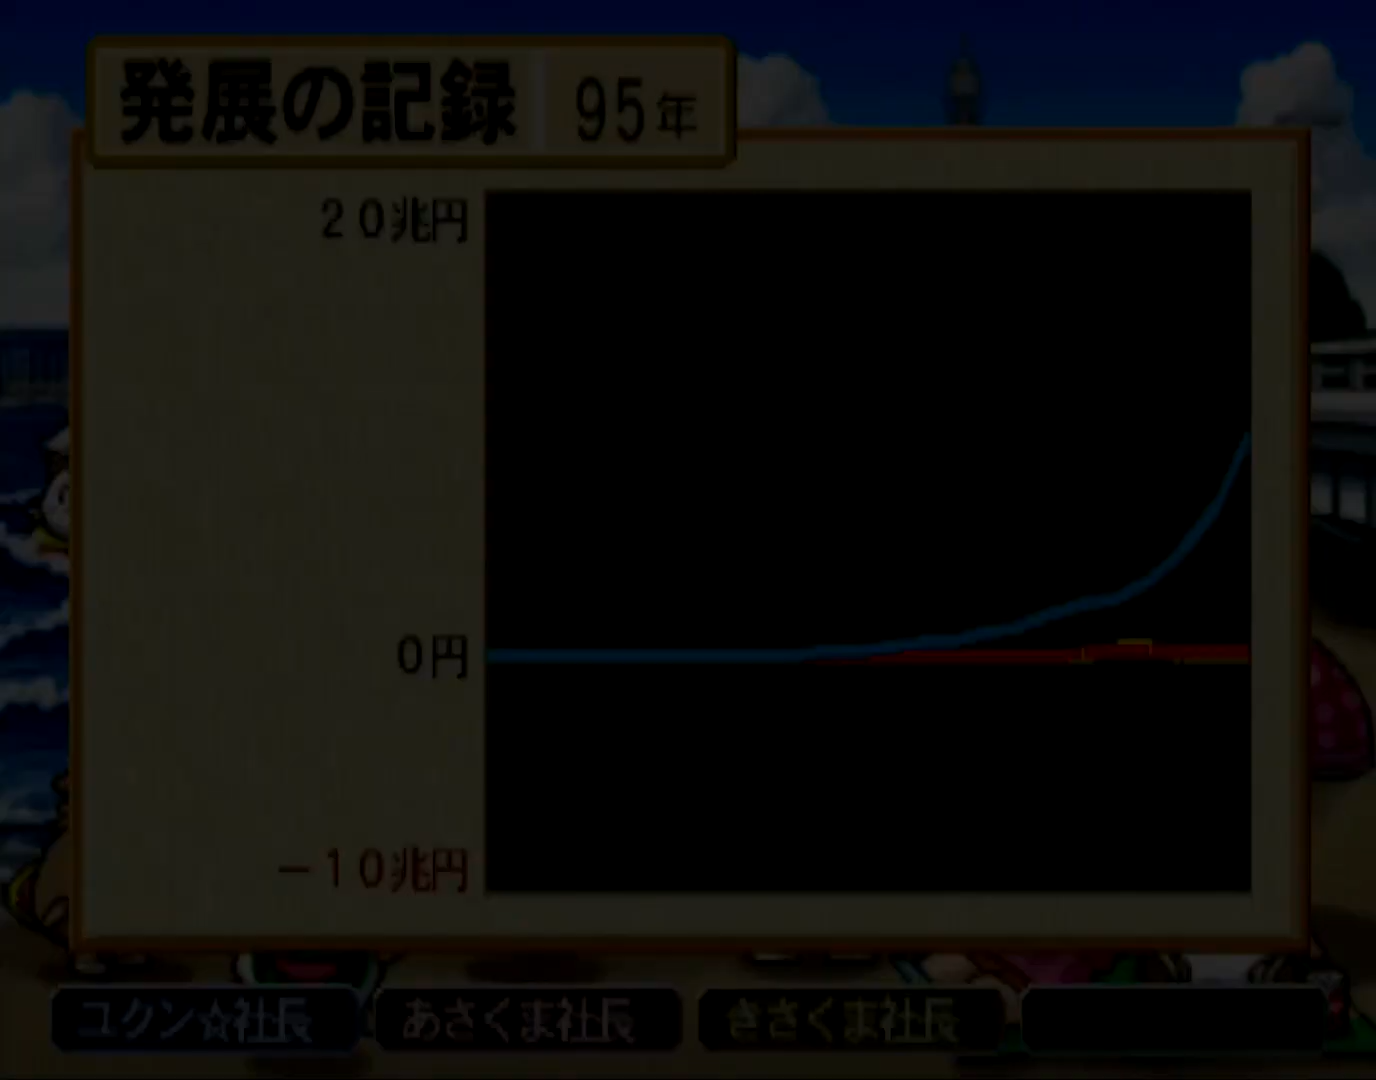 発展の記録 95年
20兆円
0円
－10兆円
ユクン☆社長 あさくま社長 きさくま社長